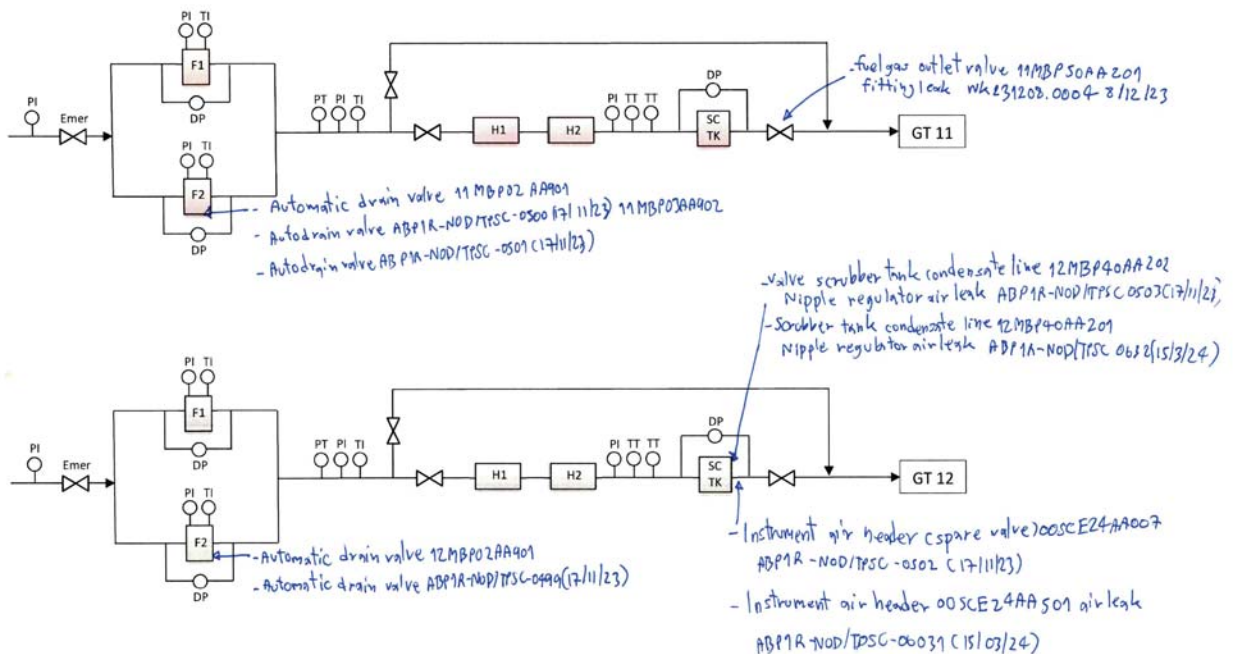 PI TI
F1
DP
PI
Emer
PI TI
F2
DP
PT PI TI
H1
H2
PI TT TT
DP
SC
TK
GT 11
-fuel gas outlet valve 11MBP50AA201
fitting leak WK231208.0004 8/12/23
- Automatic drain valve 11MBP02 AA901
- Autodrain valve ABP1R-NOD/TPSC-0500(17/11/23) 11MBP03AA902
- Autodrain valve ABP1R-NOD/TPSC-0501(17/11/23)
-valve scrubber tank condensate line 12MBP40AA202
Nipple regulator air leak ABP1R-NOD/TPSC 0503(17/11/23)
-Scrubber tank condensate line 12MBP40AA201
Nipple regulator air leak ABP1R-NOD/TPSC 0632(15/3/24)
PI TI
F1
DP
PI
Emer
PI TI
F2
DP
PT PI TI
H1
H2
PI TT TT
DP
SC
TK
GT 12
-Automatic drain valve 12MBP02AA901
-Automatic drain valve ABP1R-NOD/TPSC-0499(17/11/23)
- Instrument air header (spare valve)00SCE24AA007
ABP1R-NOD/TPSC-0502 (17/11/23)
- Instrument air header 00SCE24AA501 air leak
ABP1R-NOD/TPSC-06031 (15/03/24)